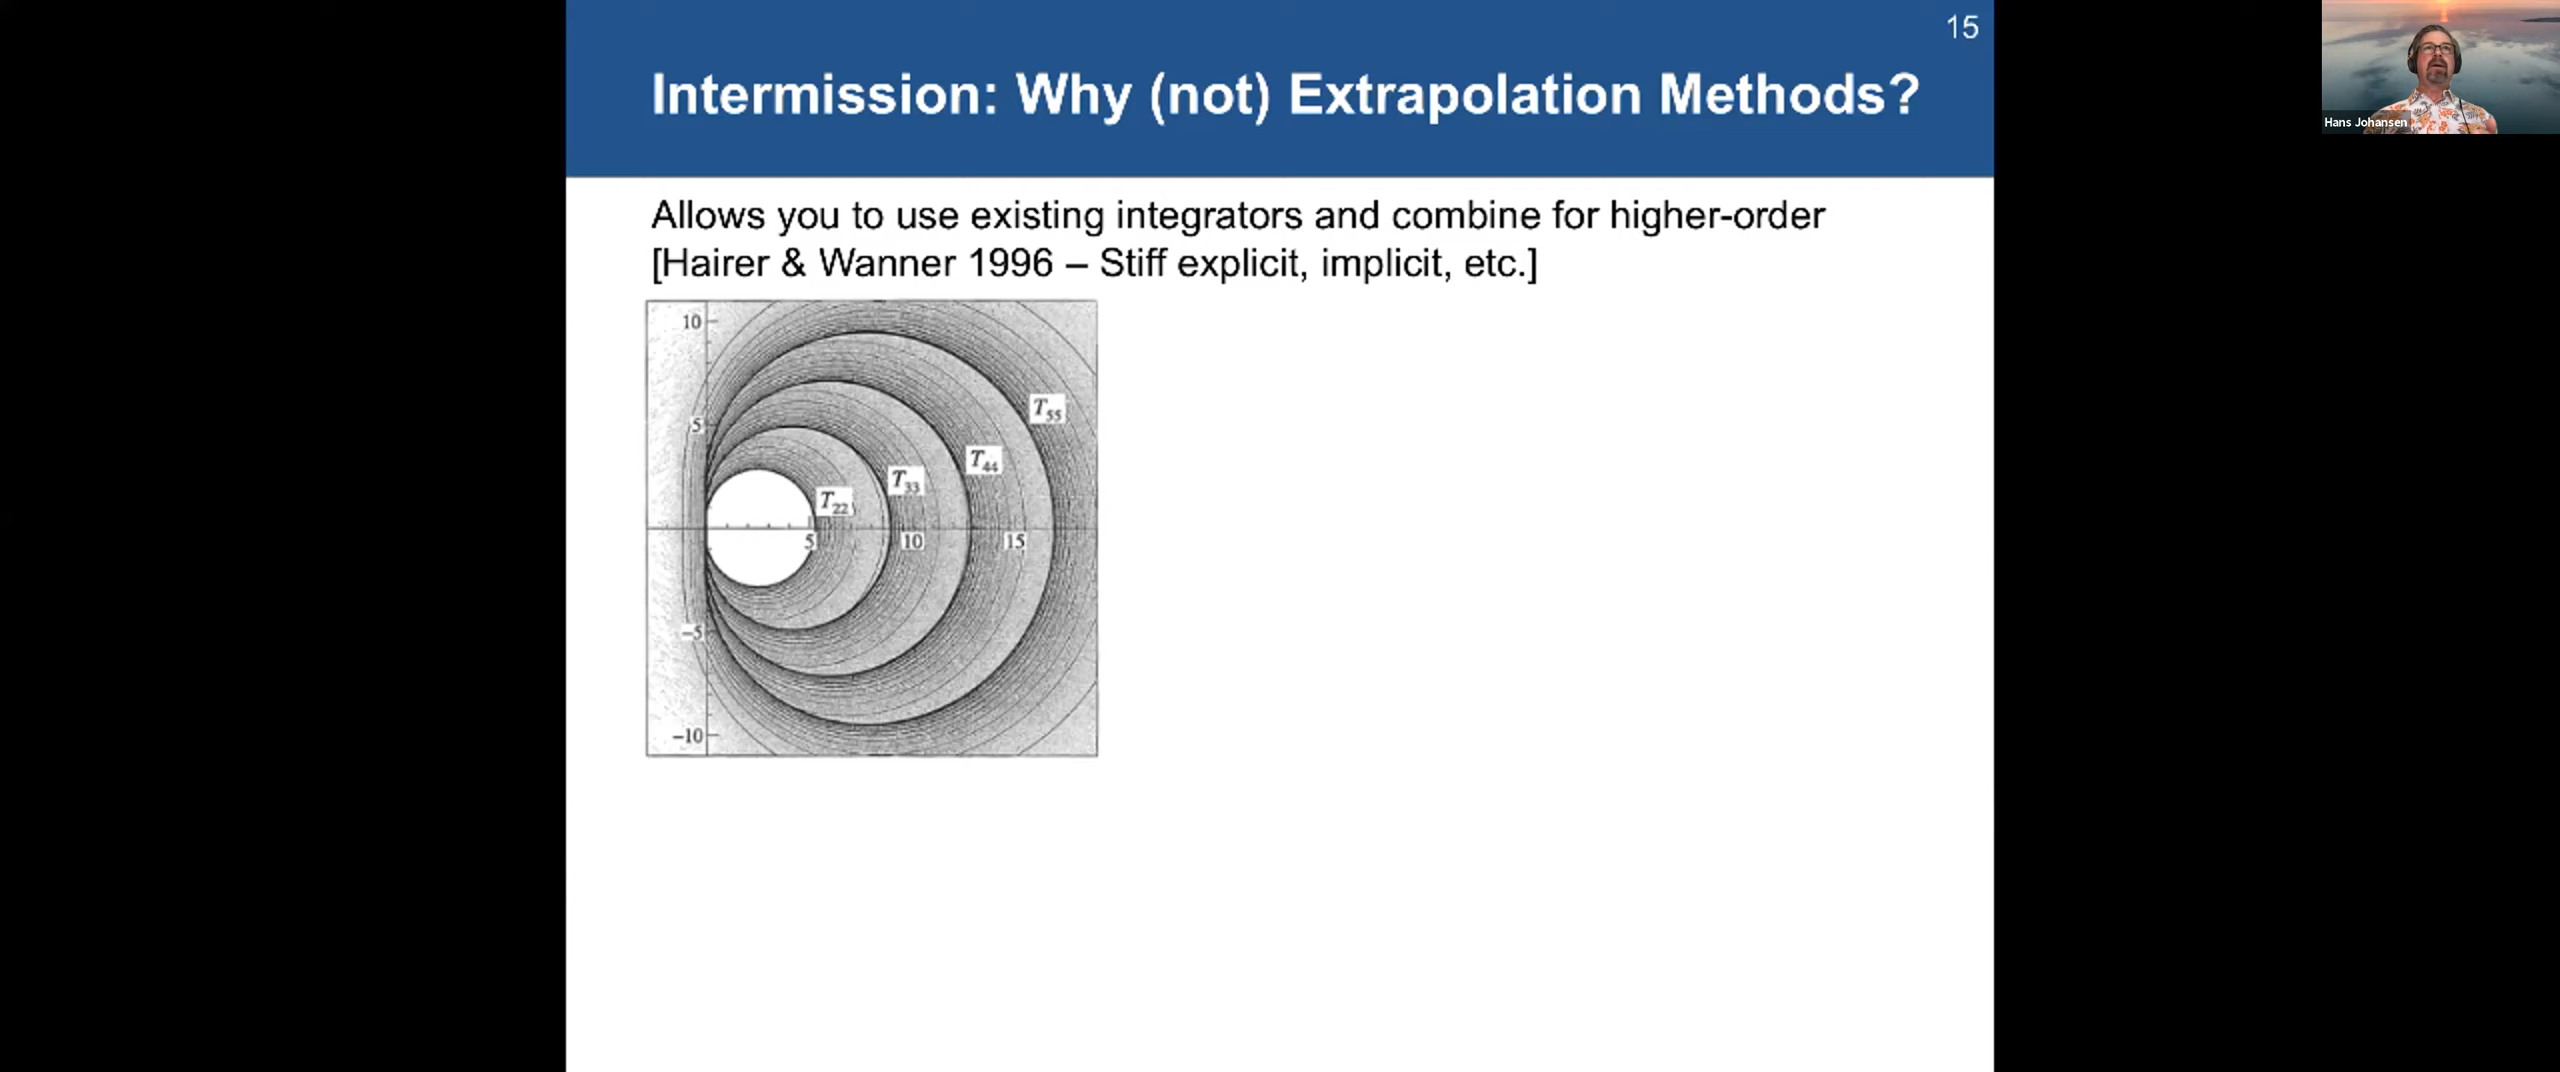 15
Intermission: Why (not) Extrapolation Methods?
Allows you to use existing integrators and combine for higher-order
[Hairer & Wanner 1996 – Stiff explicit, implicit, etc.]
10
5
T55
T44
T33
T22
5
10
15
−5
−10
Hans Johansen